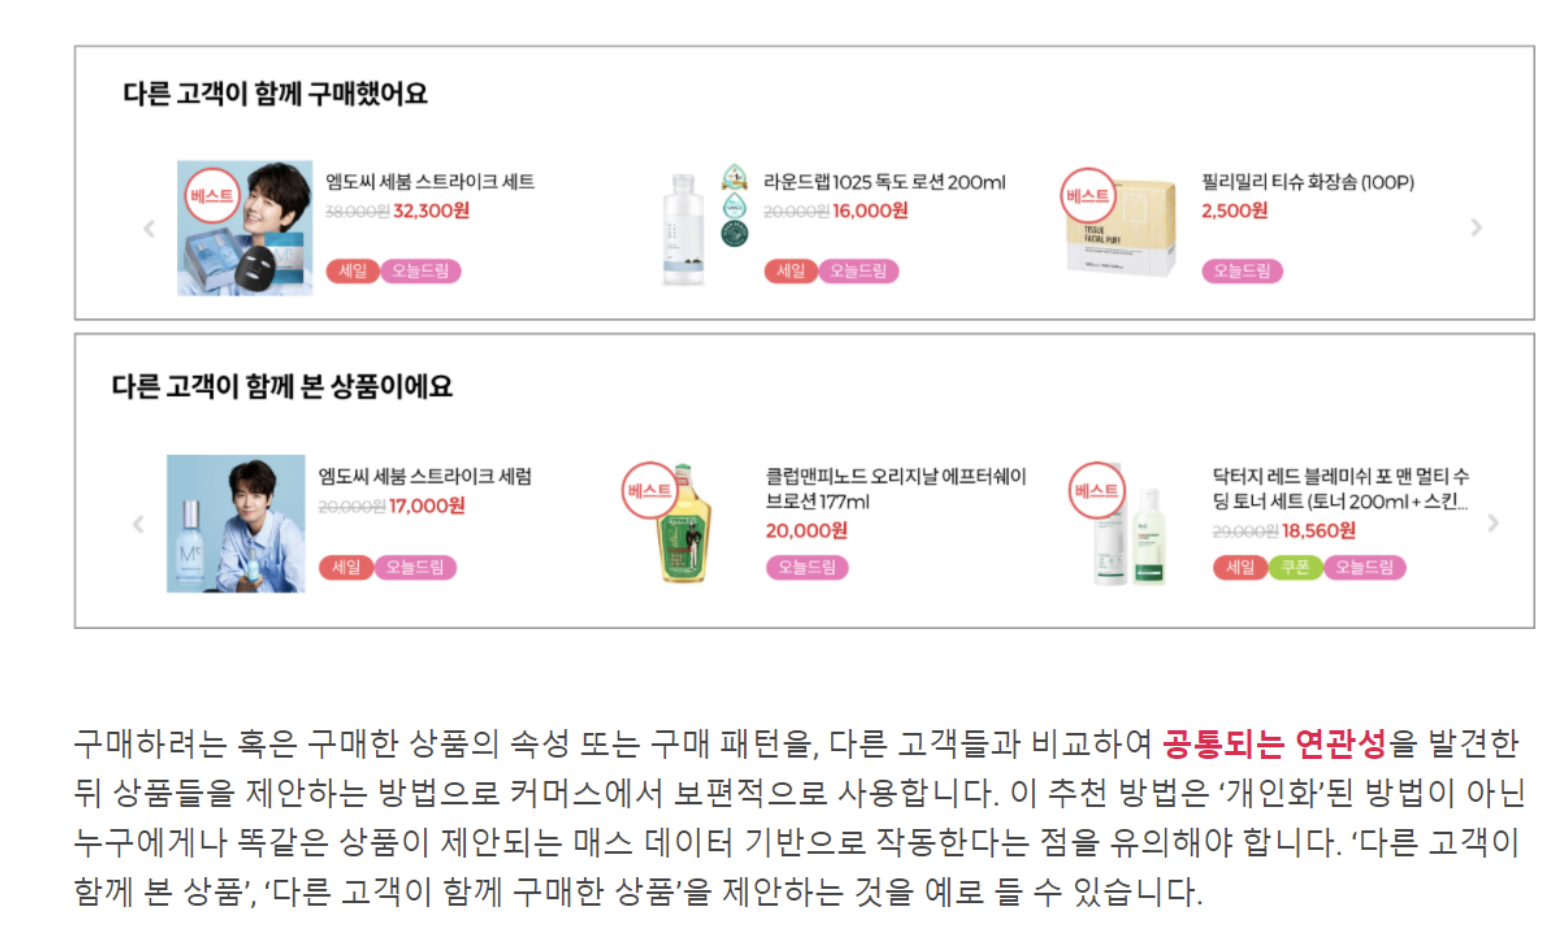 다른 고객이 함께 구매했어요
베스트
엠도씨 세붐 스트라이크 세트
38,000원 32,300원
세일 오늘드림
라운드랩 1025 독도 로션 200ml
20,000원 16,000원
세일 오늘드림
베스트
TISSUE
FACIAL PUFF
필리밀리 티슈 화장솜 (100P)
2,500원
오늘드림
다른 고객이 함께 본 상품이에요
엠도씨 세붐 스트라이크 세럼
20,000원 17,000원
세일 오늘드림
베스트
클럽맨피노드 오리지날 에프터쉐이
브로션 177ml
20,000원
오늘드림
베스트
닥터지 레드 블레미쉬 포 맨 멀티 수
딩 토너 세트 (토너 200ml + 스킨...
29,000원 18,560원
세일 쿠폰 오늘드림
구매하려는 혹은 구매한 상품의 속성 또는 구매 패턴을, 다른 고객들과 비교하여 공통되는 연관성을 발견한
뒤 상품들을 제안하는 방법으로 커머스에서 보편적으로 사용합니다. 이 추천 방법은 ‘개인화’된 방법이 아닌
누구에게나 똑같은 상품이 제안되는 매스 데이터 기반으로 작동한다는 점을 유의해야 합니다. ‘다른 고객이
함께 본 상품’, ‘다른 고객이 함께 구매한 상품’을 제안하는 것을 예로 들 수 있습니다.